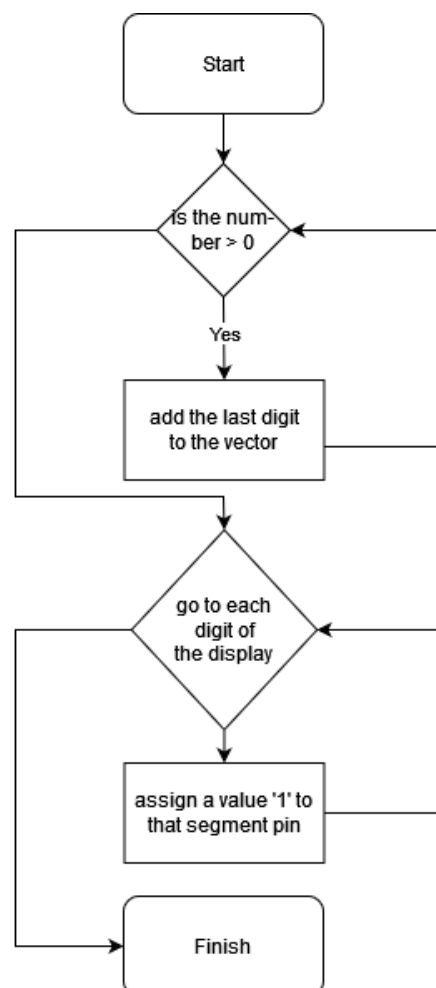 Start
is the num-
ber > 0
Yes
add the last digit
to the vector
go to each
digit of
the display
assign a value '1' to
that segment pin
Finish